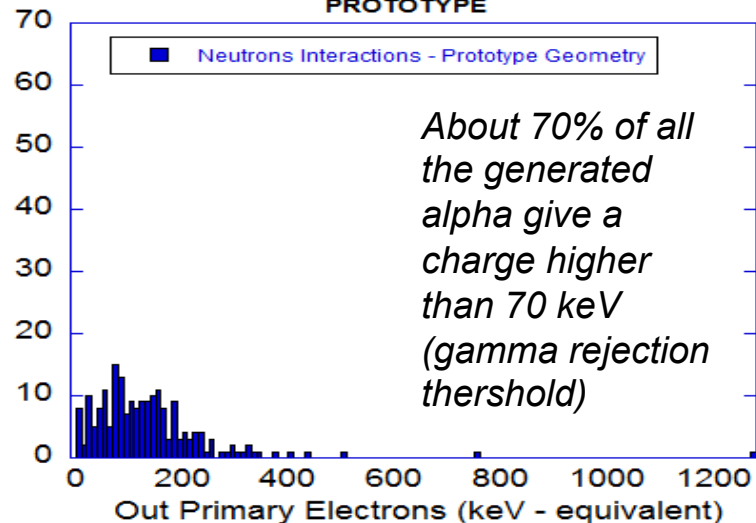 PROTOTYPE
70
60
50
40
30
20
10
0
Neutrons Interactions - Prototype Geometry
About 70% of all
the generated
alpha give a
charge higher
than 70 keV
(gamma rejection
thershold)
0 200 400 600 800 1000 1200
Out Primary Electrons (keV - equivalent)